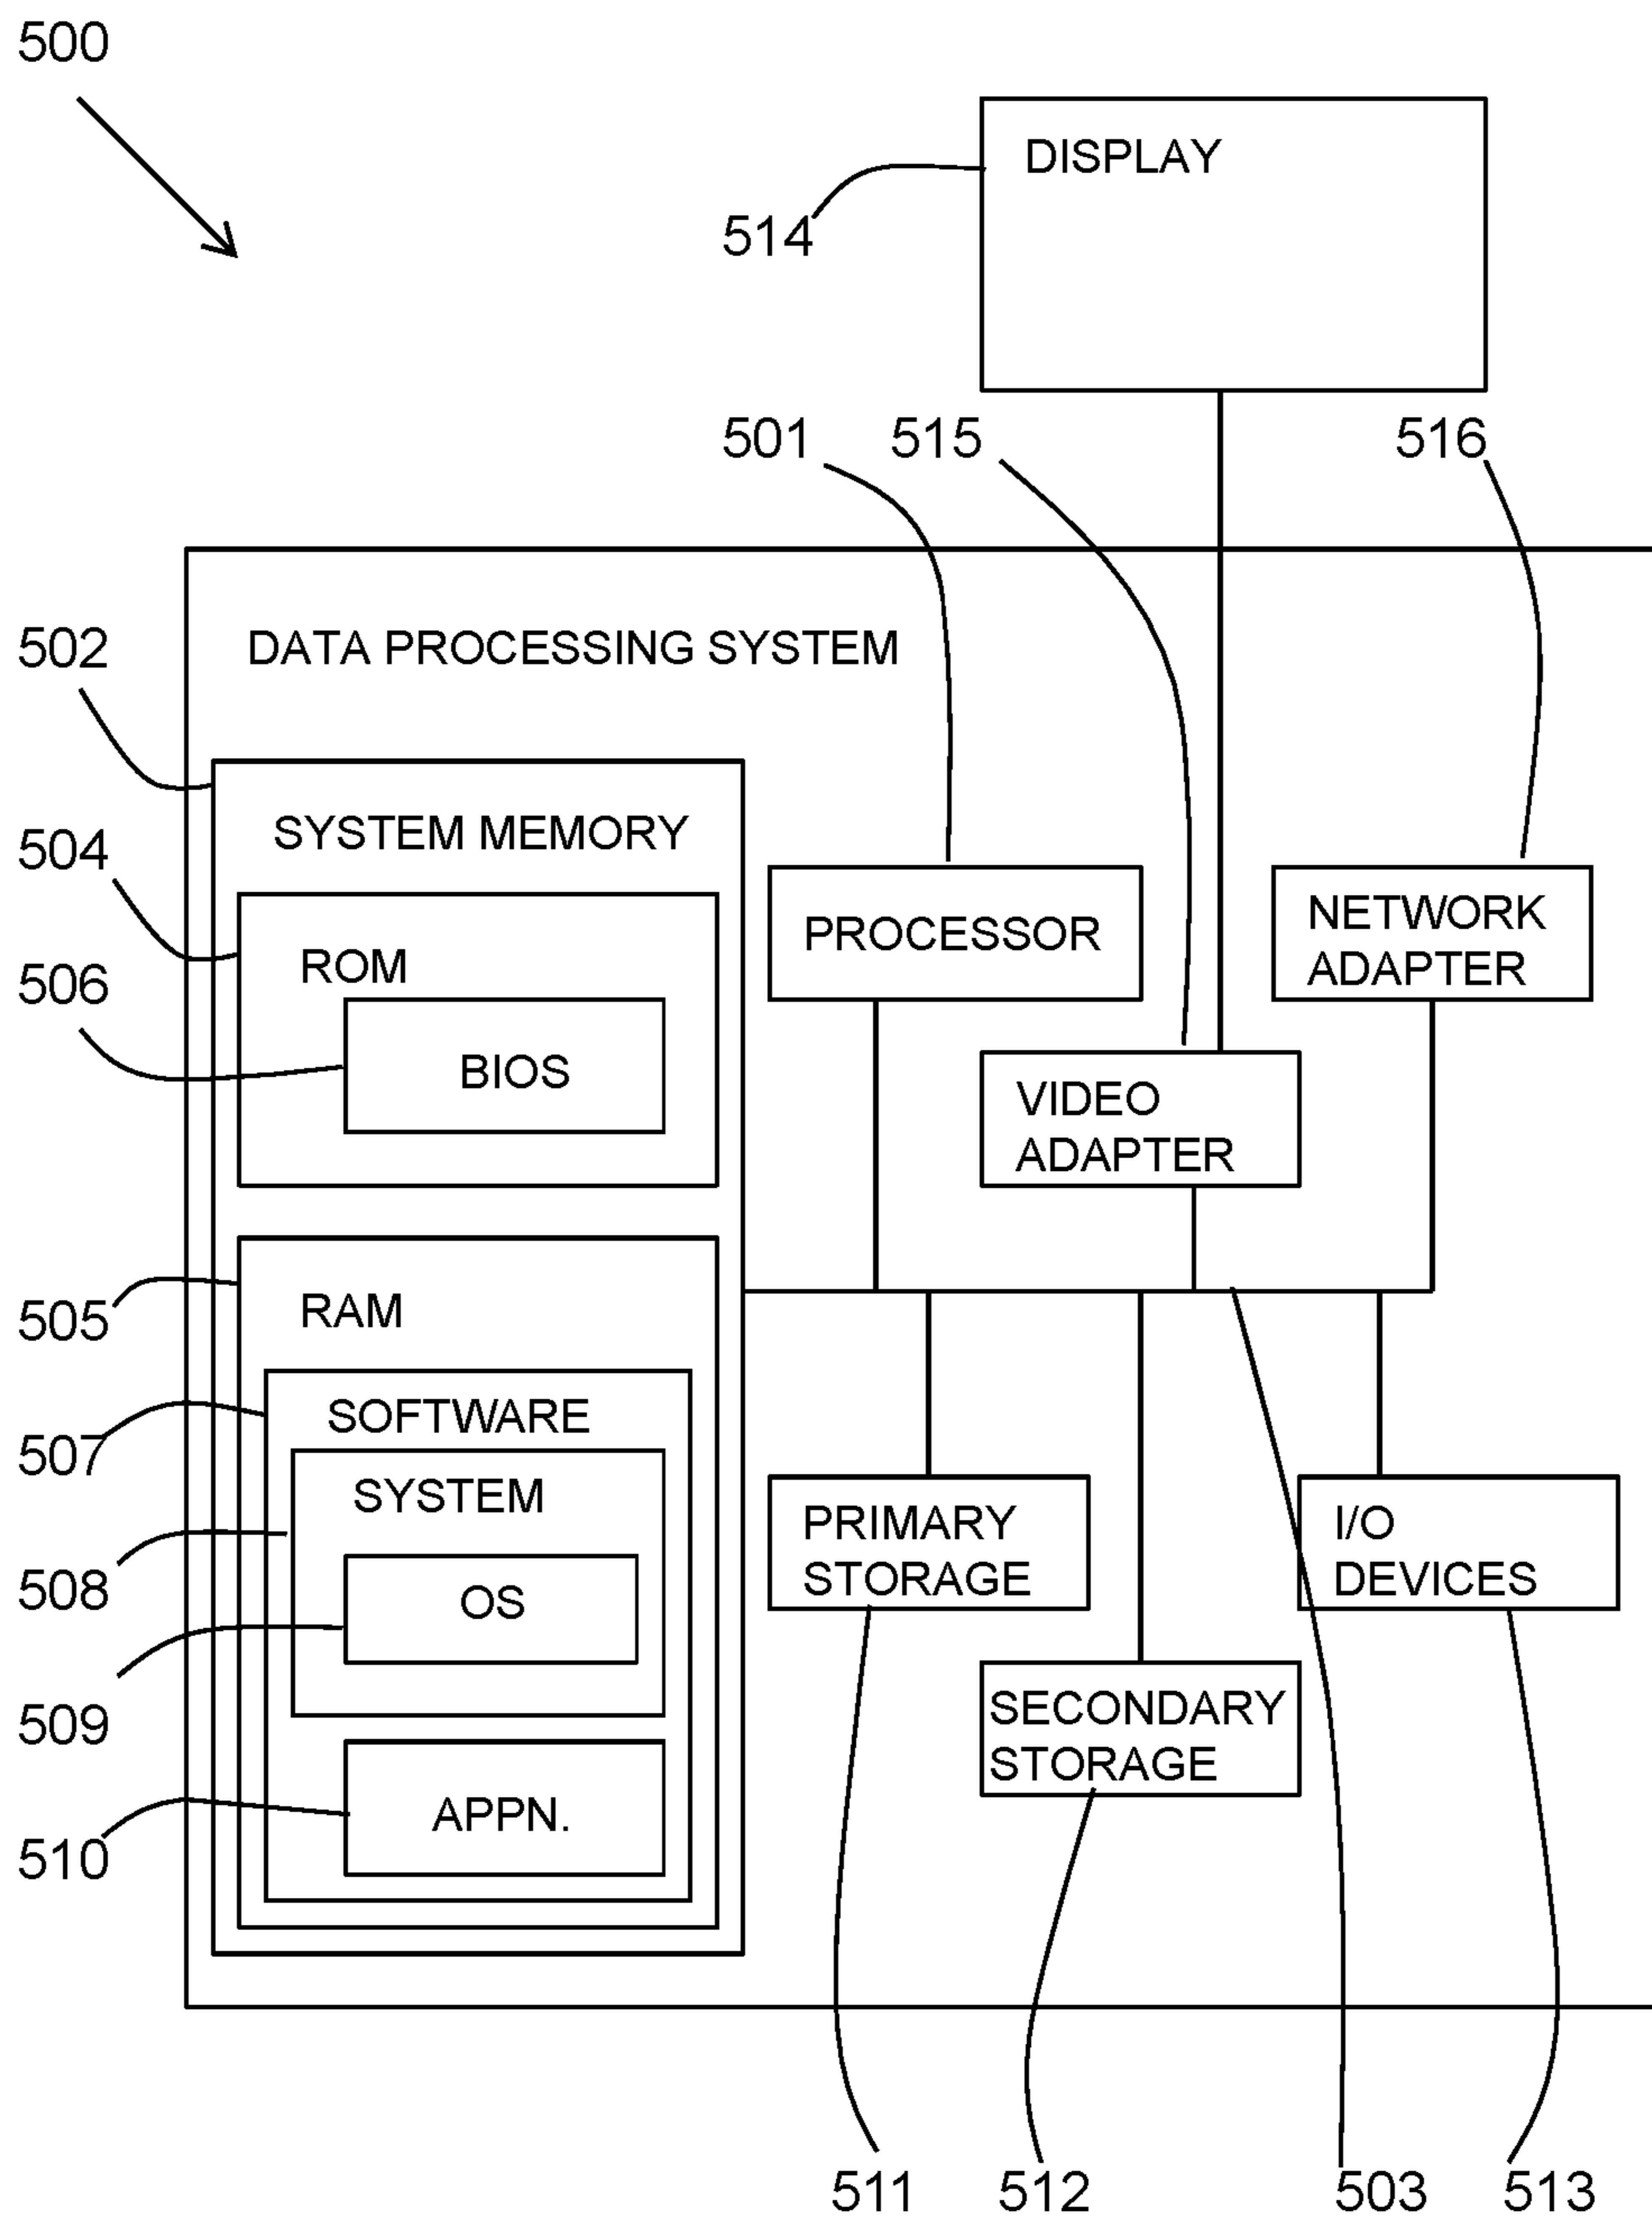 500
DISPLAY
514
501
515
516
502
DATA PROCESSING SYSTEM
SYSTEM MEMORY
504
PROCESSOR
NETWORK
ADAPTER
ROM
506
BIOS
VIDEO
ADAPTER
505
RAM
SOFTWARE
507
SYSTEM
PRIMARY
STORAGE
I/O
DEVICES
508
OS
509
SECONDARY
STORAGE
APPN.
510
511
512
503
513